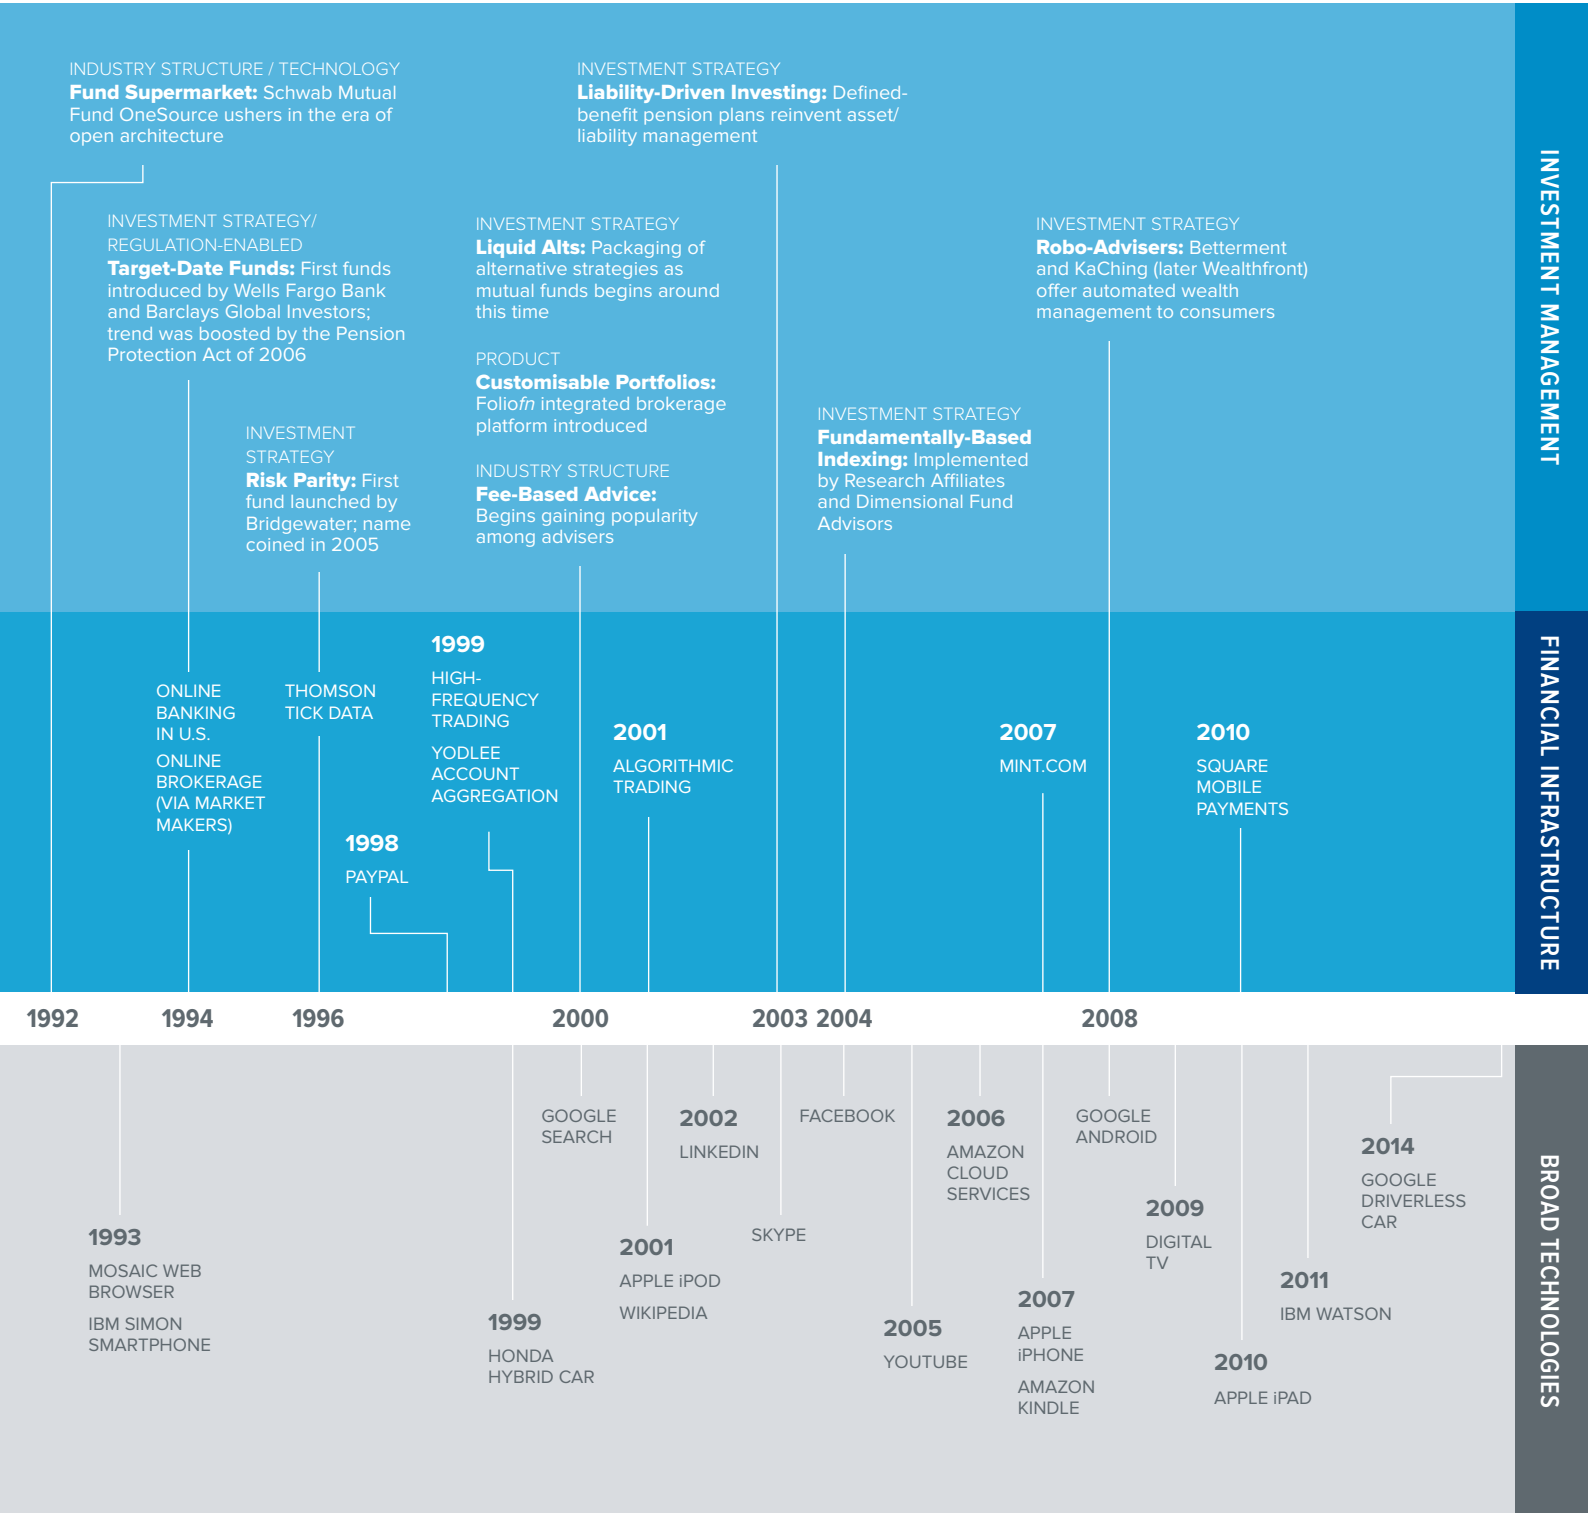 INDUSTRY STRUCTURE / TECHNOLOGY
Fund Supermarket: Schwab Mutual
Fund OneSource ushers in the era of
open architecture
INVESTMENT STRATEGY
Liability-Driven Investing: Defined-
benefit pension plans reinvent asset/
liability management
INVESTMENT STRATEGY/
REGULATION-ENABLED
Target-Date Funds: First funds
introduced by Wells Fargo Bank
and Barclays Global Investors;
trend was boosted by the Pension
Protection Act of 2006
INVESTMENT STRATEGY
Liquid Alts: Packaging of
alternative strategies as
mutual funds begins around
this time
INVESTMENT STRATEGY
Robo-Advisers: Betterment
and KaChing (later Wealthfront)
offer automated wealth
management to consumers
PRODUCT
Customisable Portfolios:
Foliofn integrated brokerage
platform introduced
INVESTMENT
STRATEGY
Risk Parity: First
fund launched by
Bridgewater; name
coined in 2005
INDUSTRY STRUCTURE
Fee-Based Advice:
Begins gaining popularity
among advisers
INVESTMENT STRATEGY
Fundamentally-Based
Indexing: Implemented
by Research Affiliates
and Dimensional Fund
Advisors
INVESTMENT MANAGEMENT
ONLINE
BANKING
IN U.S.
ONLINE
BROKERAGE
(VIA MARKET
MAKERS)
THOMSON
TICK DATA
1998
PAYPAL
1999
HIGH-
FREQUENCY
TRADING
YODLEE
ACCOUNT
AGGREGATION
2001
ALGORITHMIC
TRADING
2007
MINT.COM
2010
SQUARE
MOBILE
PAYMENTS
FINANCIAL INFRASTRUCTURE
1992 1994 1996 2000 2003 2004 2008
1993
MOSAIC WEB
BROWSER
IBM SIMON
SMARTPHONE
1999
HONDA
HYBRID CAR
GOOGLE
SEARCH
2001
APPLE iPOD
WIKIPEDIA
2002
LINKEDIN
SKYPE
FACEBOOK
2005
YOUTUBE
2006
AMAZON
CLOUD
SERVICES
2007
APPLE
iPHONE
AMAZON
KINDLE
GOOGLE
ANDROID
2009
DIGITAL
TV
2010
APPLE iPAD
2011
IBM WATSON
2014
GOOGLE
DRIVERLESS
CAR
BROAD TECHNOLOGIES